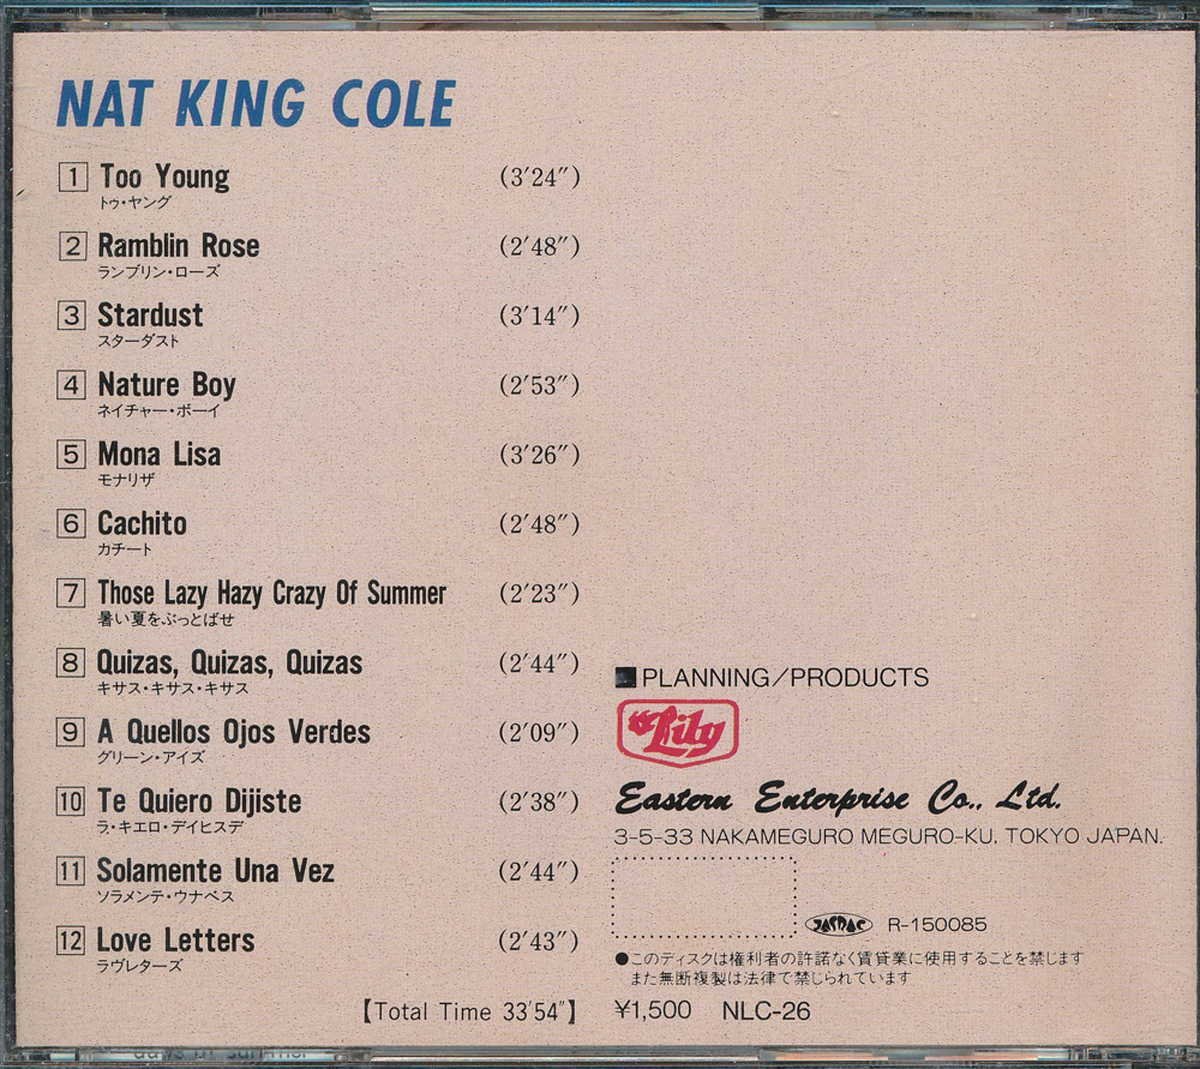 NAT KING COLE
1 Too Young (3'24")
トゥ・ヤング
2 Ramblin Rose (2'48")
ランブリン・ローズ
3 Stardust (3'14")
スターダスト
4 Nature Boy (2'53")
ネイチャー・ボーイ
5 Mona Lisa (3'26")
モナリザ
6 Cachito (2'48")
カチート
7 Those Lazy Hazy Crazy Of Summer (2'23")
暑い夏をぶっとばせ
8 Quizas, Quizas, Quizas (2'44")
キサス・キサス・キサス
9 A Quellos Ojos Verdes (2'09")
グリーン・アイズ
10 Te Quiero Dijiste (2'38")
ラ・キエロ・デイヒスデ
11 Solamente Una Vez (2'44")
ソラメンテ・ウナベス
12 Love Letters (2'43")
ラヴレターズ
【Total Time 33'54"】
■PLANNING/PRODUCTS
Lily
Eastern Enterprise Co., Ltd.
3-5-33 NAKAMEGURO MEGURO-KU, TOKYO JAPAN.
JASRAC R-150085
●このディスクは権利者の許諾なく賃貸業に使用することを禁じます
また無断複製は法律で禁じられています
¥1,500 NLC-26
days of summer